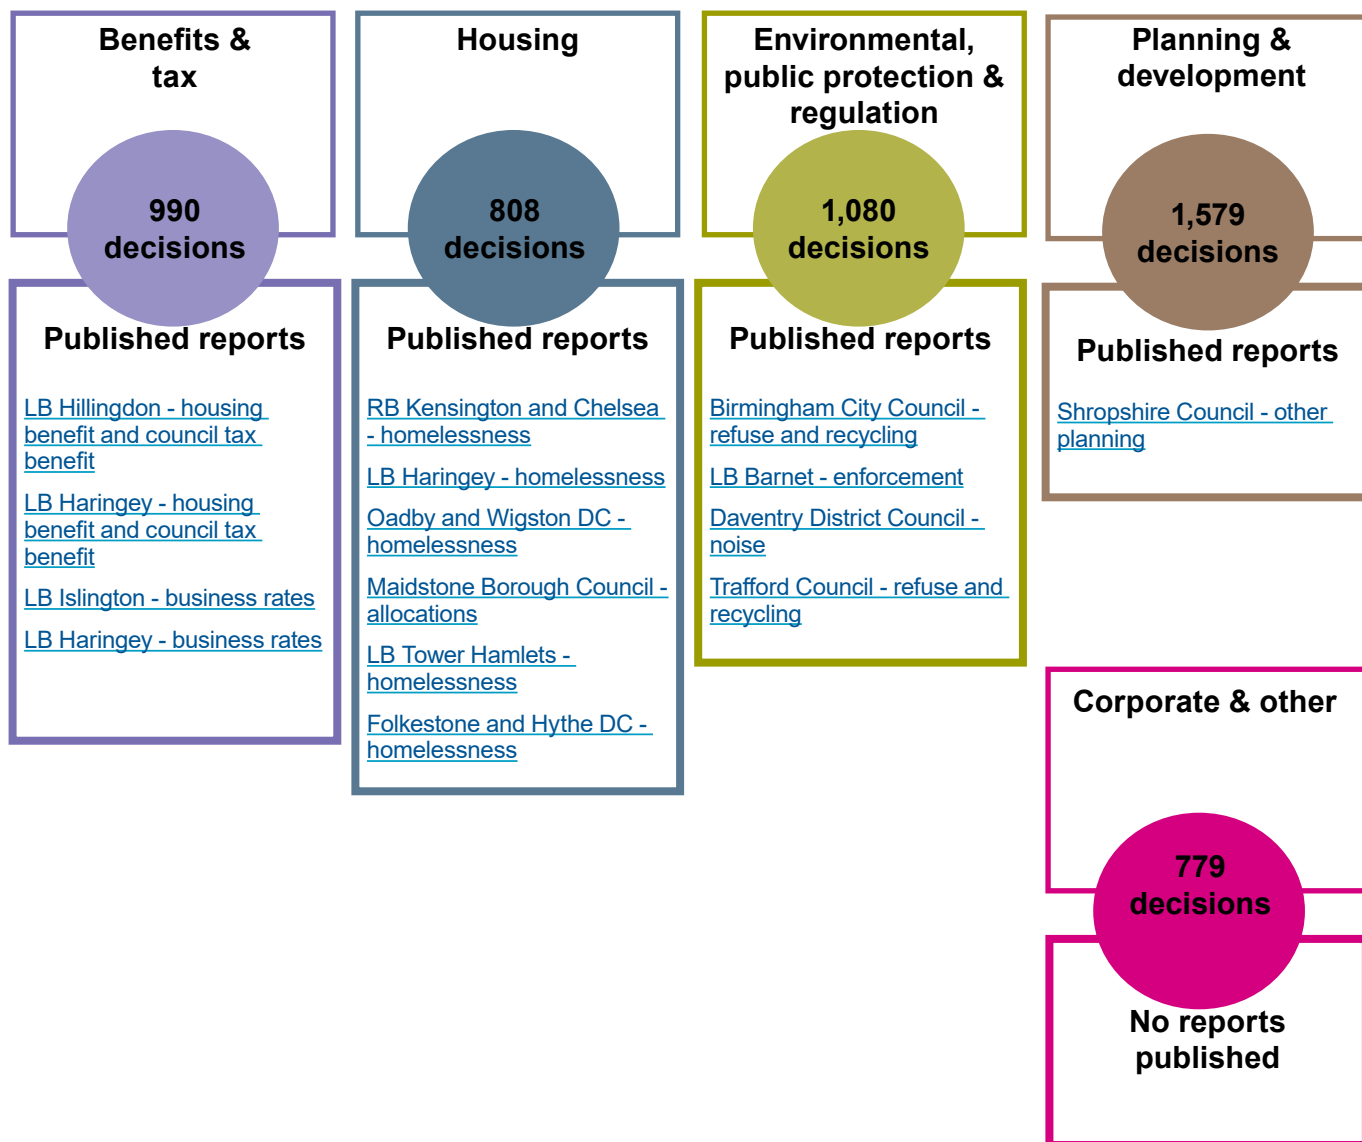 Benefits &
tax
990
decisions
Published reports
LB Hillingdon - housing
benefit and council tax
benefit
LB Haringey - housing
benefit and council tax
benefit
LB Islington - business rates
LB Haringey - business rates
Housing
808
decisions
Published reports
RB Kensington and Chelsea
- homelessness
LB Haringey - homelessness
Oadby and Wigston DC -
homelessness
Maidstone Borough Council -
allocations
LB Tower Hamlets -
homelessness
Folkestone and Hythe DC -
homelessness
Environmental,
public protection &
regulation
1,080
decisions
Published reports
Birmingham City Council -
refuse and recycling
LB Barnet - enforcement
Daventry District Council -
noise
Trafford Council - refuse and
recycling
Planning &
development
1,579
decisions
Published reports
Shropshire Council - other
planning
Corporate & other
779
decisions
No reports
published